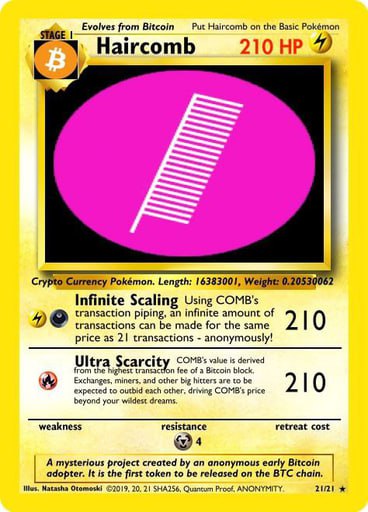 Evolves from Bitcoin Put Haircomb on the Basic Pokémon
STAGE 1
Haircomb 210 HP
₿
Crypto Currency Pokémon. Length: 16383001, Weight: 0.20530062
Infinite Scaling Using COMB's
transaction piping, an infinite amount of
transactions can be made for the same
price as 21 transactions - anonymously!
210
Ultra Scarcity COMB's value is derived
from the highest transaction fee of a Bitcoin block.
Exchanges, miners, and other big hitters are to be
expected to outbid each other, driving COMB's price
beyond your wildest dreams.
210
weakness resistance retreat cost
4
A mysterious project created by an anonymous early Bitcoin
adopter. It is the first token to be released on the BTC chain.
Illus. Natasha Otomoski ©2019, 20, 21 SHA256, Quantum Proof, ANONYMITY. 21/21 ★